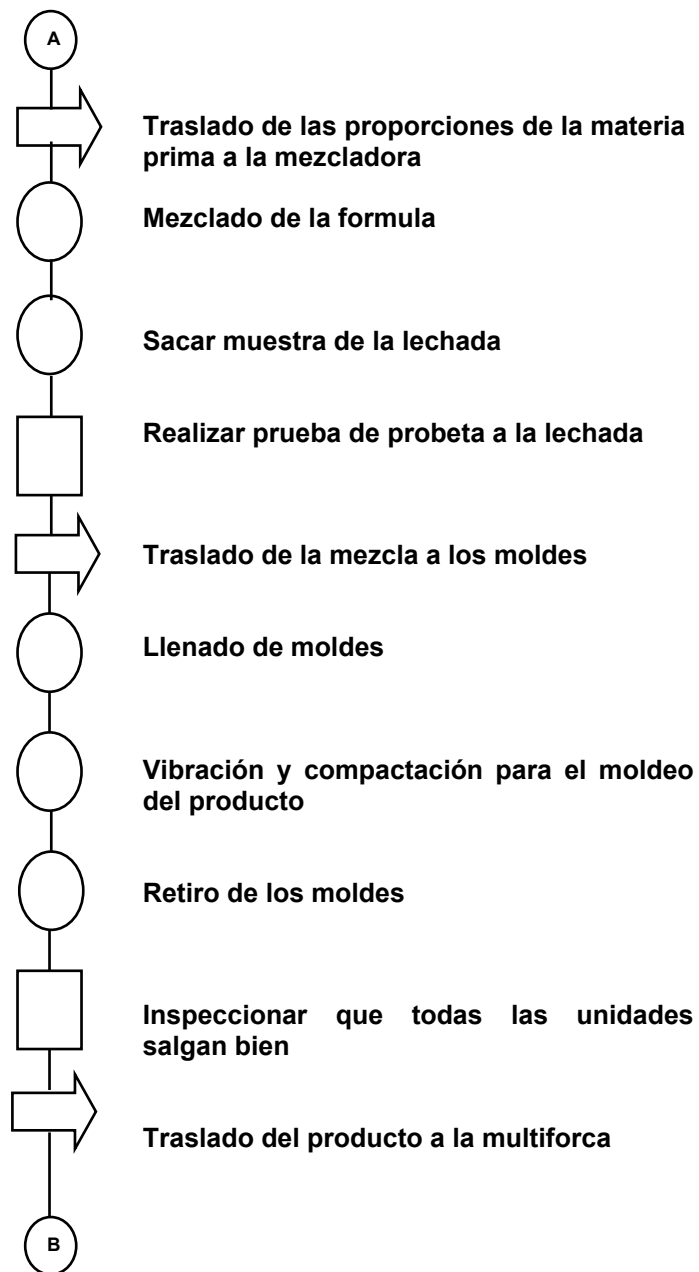 A
Traslado de las proporciones de la materia
prima a la mezcladora
Mezclado de la formula
Sacar muestra de la lechada
Realizar prueba de probeta a la lechada
Traslado de la mezcla a los moldes
Llenado de moldes
Vibración y compactación para el moldeo
del producto
Retiro de los moldes
Inspeccionar que todas las unidades
salgan bien
Traslado del producto a la multiforca
B